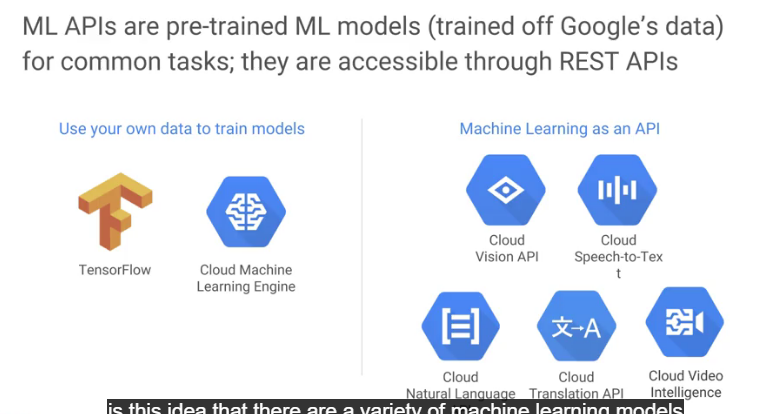 ML APIs are pre-trained ML models (trained off Google's data)
for common tasks; they are accessible through REST APIs
Use your own data to train models
Machine Learning as an API
TensorFlow
Cloud Machine
Learning Engine
Cloud
Vision API
Cloud
Speech-to-Tex
t
文→A
Cloud
Natural Language
Cloud
Translation API
Cloud Video
Intelligence
is this idea that there are a variety of machine learning models